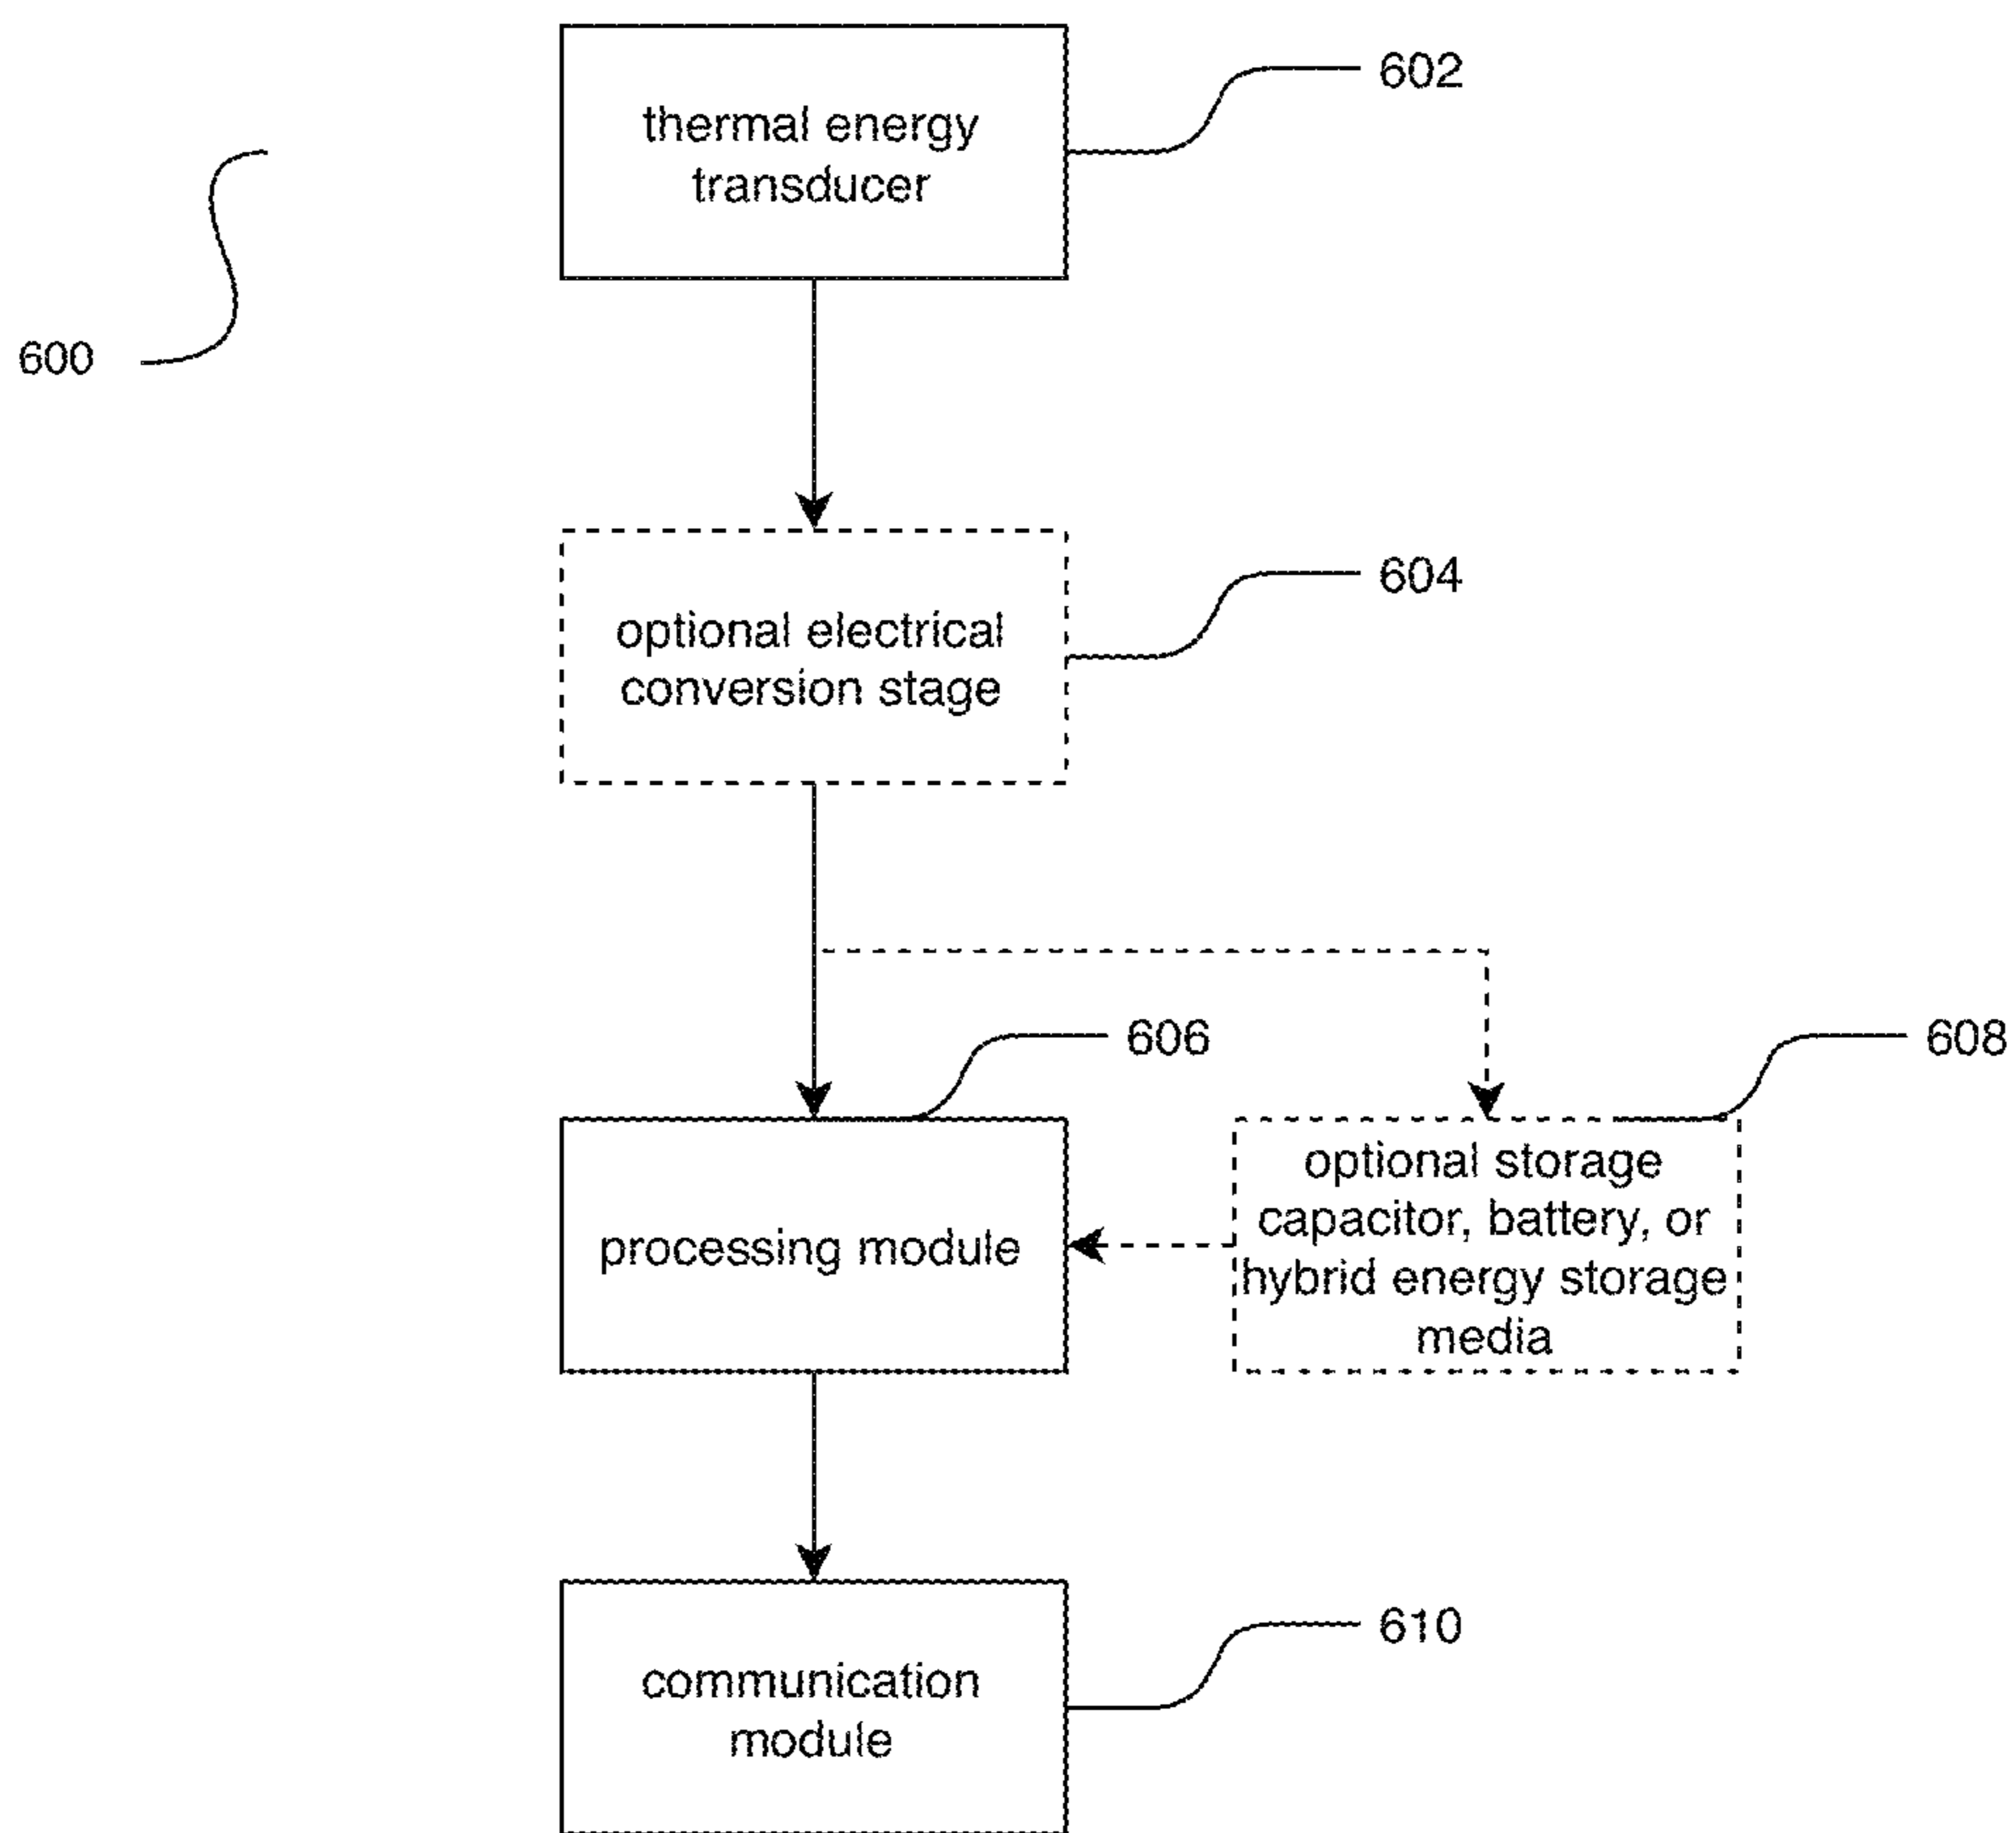 thermal energy
transducer
602
600
optional electrical
conversion stage
604
606
608
processing module
optional storage
capacitor, battery, or
hybrid energy storage
media
communication
module
610